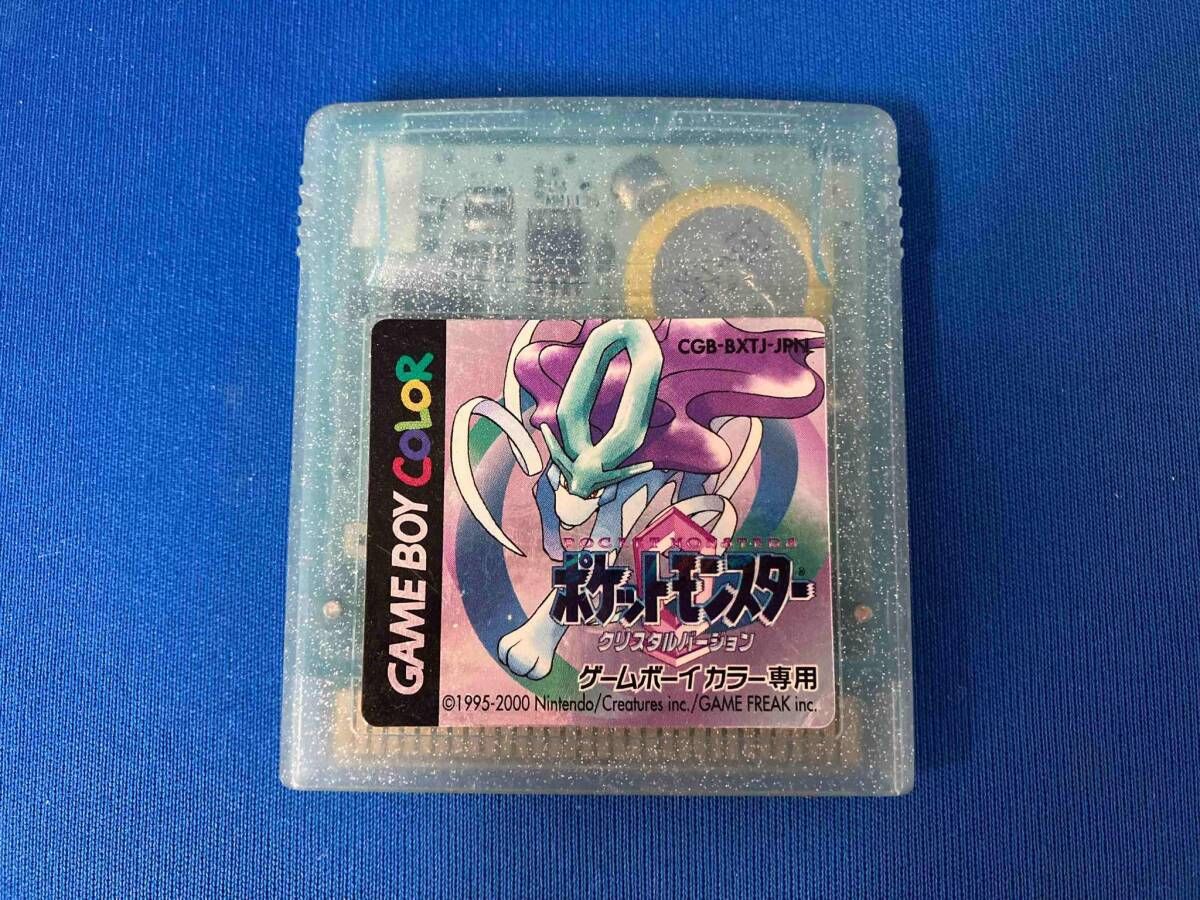 GAME BOY COLOR
CGB-BXTJ-JPN
POCKET MONSTERS
ポケットモンスター
クリスタルバージョン
ゲームボーイカラー専用
©1995-2000 Nintendo/Creatures inc./GAME FREAK inc.